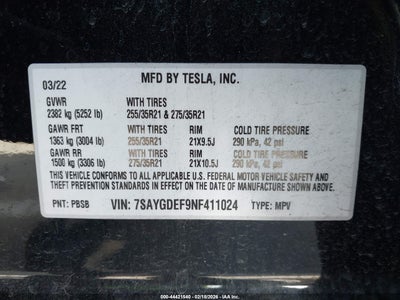 MFD BY TESLA, INC.
03/22
GVWR WITH TIRES
2382 kg (5252 lb) 255/35R21 & 275/35R21
GAWR FRT WITH TIRES RIM COLD TIRE PRESSURE
1363 kg (3004 lb) 255/35R21 21X9.5J 290 kPa, 42 psi
GAWR RR WITH TIRES RIM COLD TIRE PRESSURE
1500 kg (3306 lb) 275/35R21 21X10.5J 290 kPa, 42 psi
THIS VEHICLE CONFORMS TO ALL APPLICABLE
U.S. FEDERAL MOTOR VEHICLE SAFETY AND
THEFT PREVENTION STANDARDS IN EFFECT ON THE
DATE OF MANUFACTURE SHOWN ABOVE.
PNT: PBSB VIN: 7SAYGDEF9NF411024 TYPE: MPV
000-44421540 - 02/18/2026 - IAAI.COM